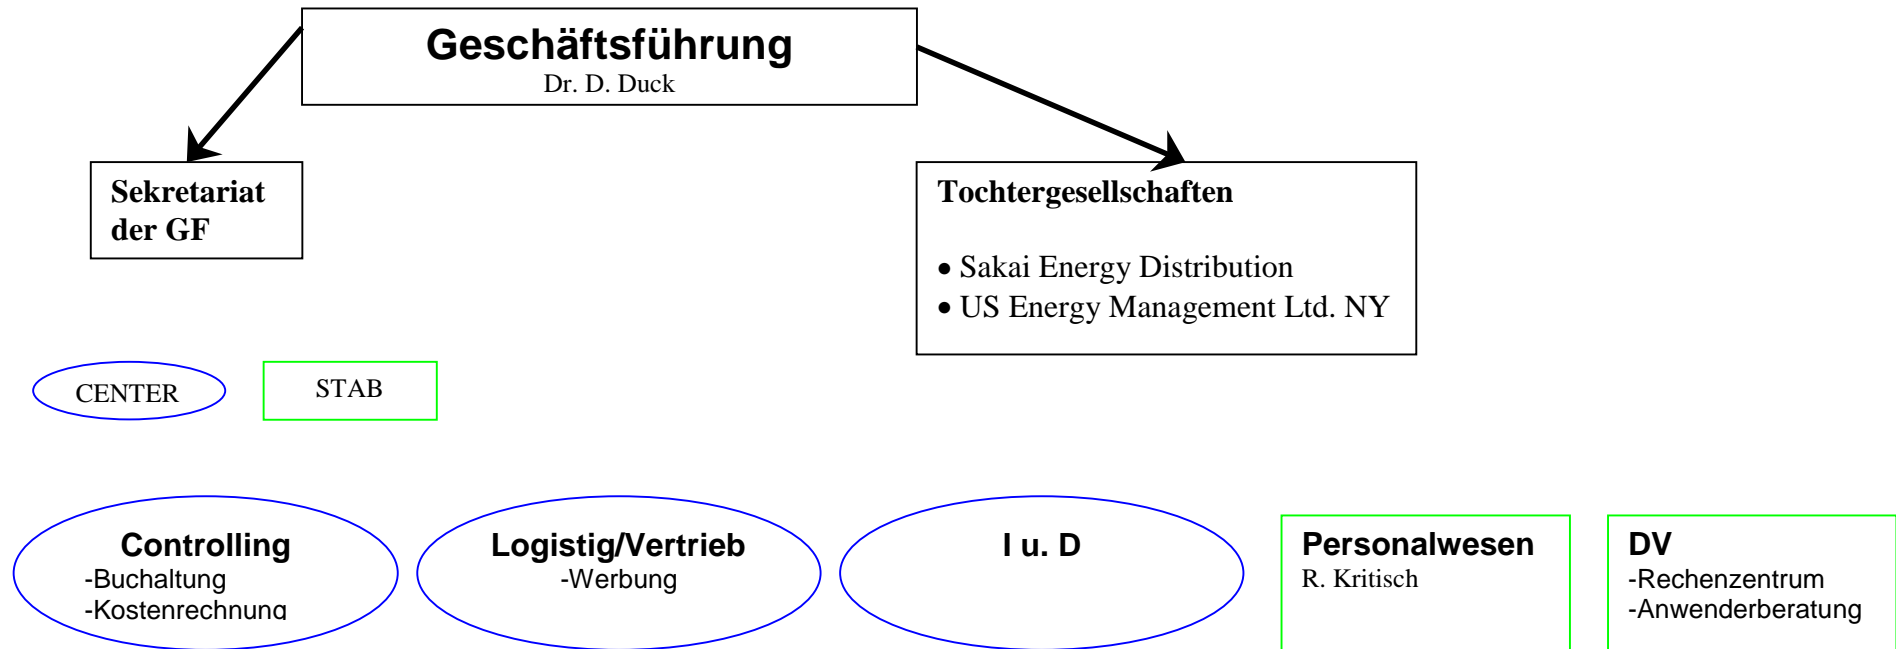 Geschäftsführung
Dr. D. Duck
Sekretariat
der GF
Tochtergesellschaften
• Sakai Energy Distribution
• US Energy Management Ltd. NY
CENTER
STAB
Controlling
-Buchaltung
-Kostenrechnung
Logistig/Vertrieb
-Werbung
I u. D
Personalwesen
R. Kritisch
DV
-Rechenzentrum
-Anwenderberatung